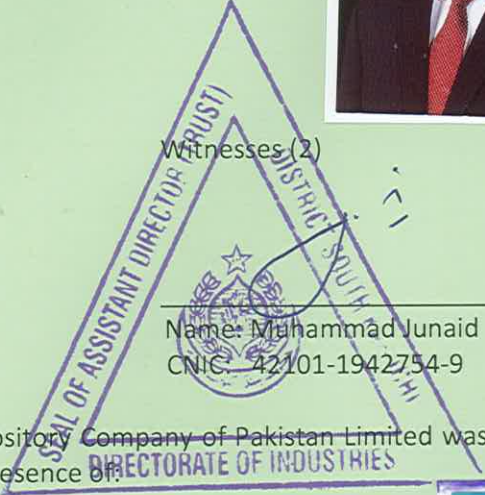 Witnesses (2)
SEAL OF ASSISTANT DIRECTOR (TRUST)
DISTRICT SOUTH KARACHI
Name: Muhammad Junaid
CNIC: 42101-1942754-9
ository Company of Pakistan Limited was
esence of:
DIRECTORATE OF INDUSTRIES